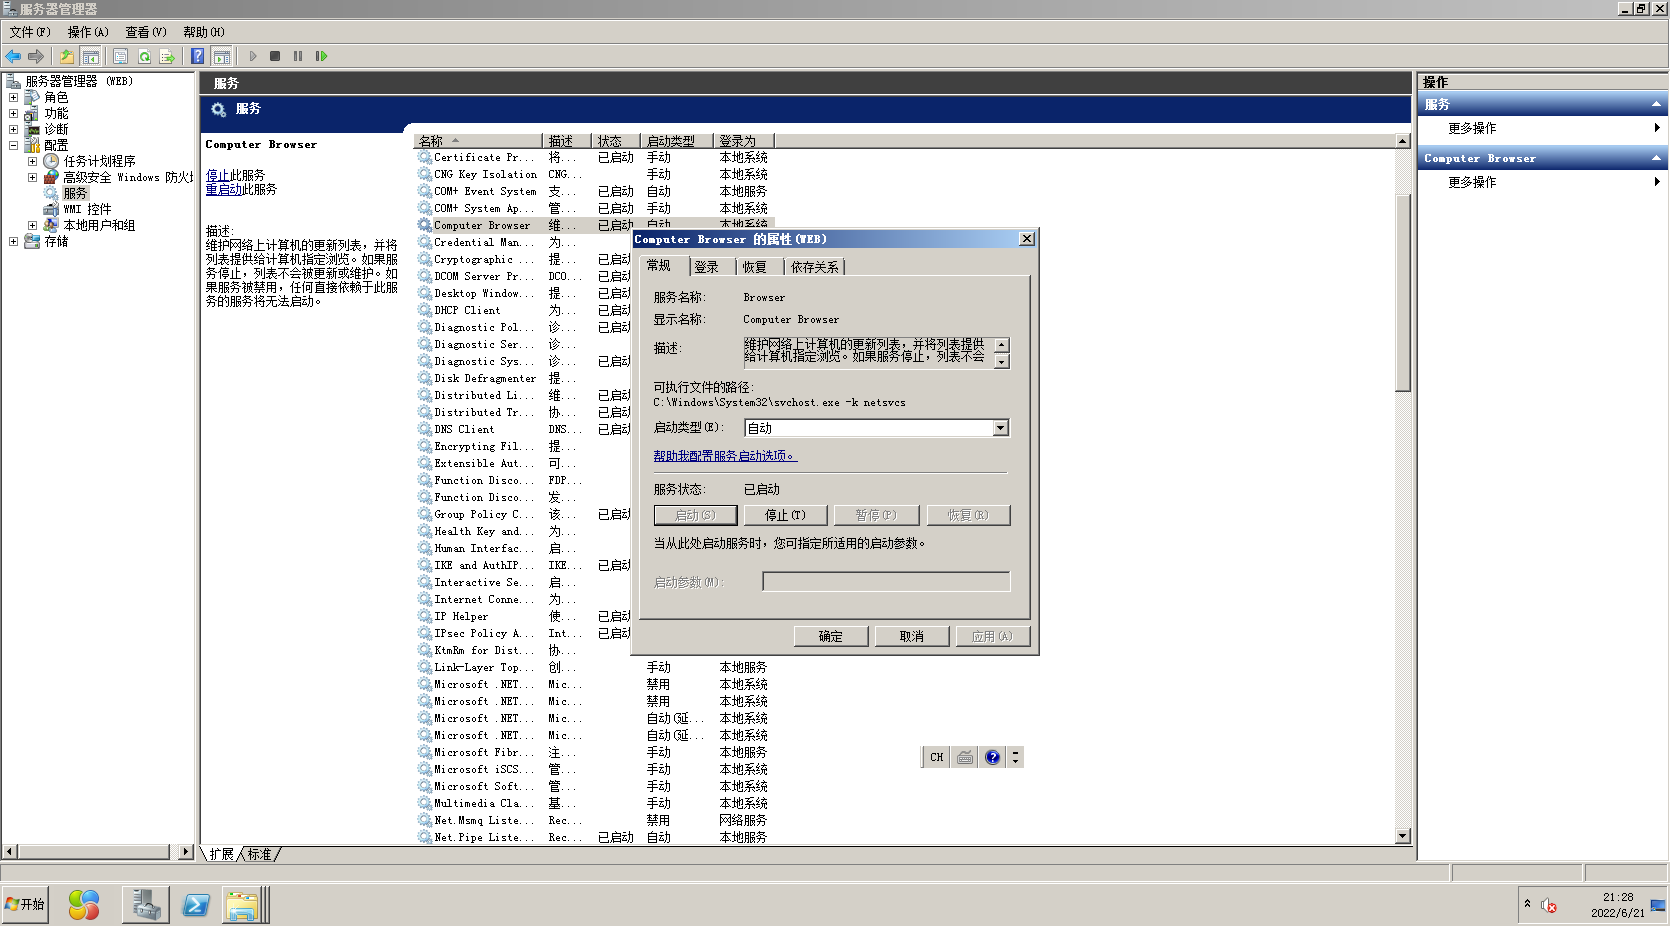 服务器管理器
文件(F) 操作(A) 查看(V) 帮助(H)
服务器管理器 (WEB)
角色
功能
诊断
配置
任务计划程序
高级安全 Windows 防火
服务
WMI 控件
本地用户和组
存储
服务
服务
Computer Browser
停止此服务
重启动此服务
描述:
维护网络上计算机的更新列表，并将
列表提供给计算机指定浏览。如果服
务停止，列表不会被更新或维护。如
果服务被禁用，任何直接依赖于此服
务的服务将无法启动。
名称 描述 状态 启动类型 登录为
Certificate Pr... 将... 已启动 手动 本地系统
CNG Key Isolation CNG... 手动 本地系统
COM+ Event System 支... 已启动 自动 本地服务
COM+ System Ap... 管... 已启动 手动 本地系统
Computer Browser 维... 已启动 自动 本地系统
Credential Man... 为...
Cryptographic ... 提... 已启动
DCOM Server Pr... DCO... 已启动
Desktop Window... 提... 已启动
DHCP Client 为... 已启动
Diagnostic Pol... 诊... 已启动
Diagnostic Ser... 诊...
Diagnostic Sys... 诊... 已启动
Disk Defragmenter 提...
Distributed Li... 维... 已启动
Distributed Tr... 协... 已启动
DNS Client DNS... 已启动
Encrypting Fil... 提...
Extensible Aut... 可...
Function Disco... FDP...
Function Disco... 发...
Group Policy C... 该... 已启动
Health Key and... 为...
Human Interfac... 启...
IKE and AuthIP... IKE... 已启动
Interactive Se... 启...
Internet Conne... 为...
IP Helper 使... 已启动
IPsec Policy A... Int... 已启动
KtmRm for Dist... 协...
Link-Layer Top... 创... 手动 本地服务
Microsoft .NET... Mic... 禁用 本地系统
Microsoft .NET... Mic... 禁用 本地系统
Microsoft .NET... Mic... 自动(延... 本地系统
Microsoft .NET... Mic... 自动(延... 本地系统
Microsoft Fibr... 注... 手动 本地服务
Microsoft iSCS... 管... 手动 本地系统
Microsoft Soft... 管... 手动 本地系统
Multimedia Cla... 基... 手动 本地系统
Net.Msmq Liste... Rec... 禁用 网络服务
Net.Pipe Liste... Rec... 已启动 自动 本地服务
扩展 标准
Computer Browser 的属性(WEB)
常规 登录 恢复 依存关系
服务名称: Browser
显示名称: Computer Browser
描述: 维护网络上计算机的更新列表，并将列表提供
给计算机指定浏览。如果服务停止，列表不会
可执行文件的路径:
C:\Windows\System32\svchost.exe -k netsvcs
启动类型(E): 自动
帮助我配置服务启动选项。
服务状态: 已启动
启动(S) 停止(T) 暂停(P) 恢复(R)
当从此处启动服务时，您可指定所适用的启动参数。
启动参数(M):
确定 取消 应用(A)
操作
服务
更多操作
Computer Browser
更多操作
CH
开始
21:28
2022/6/21